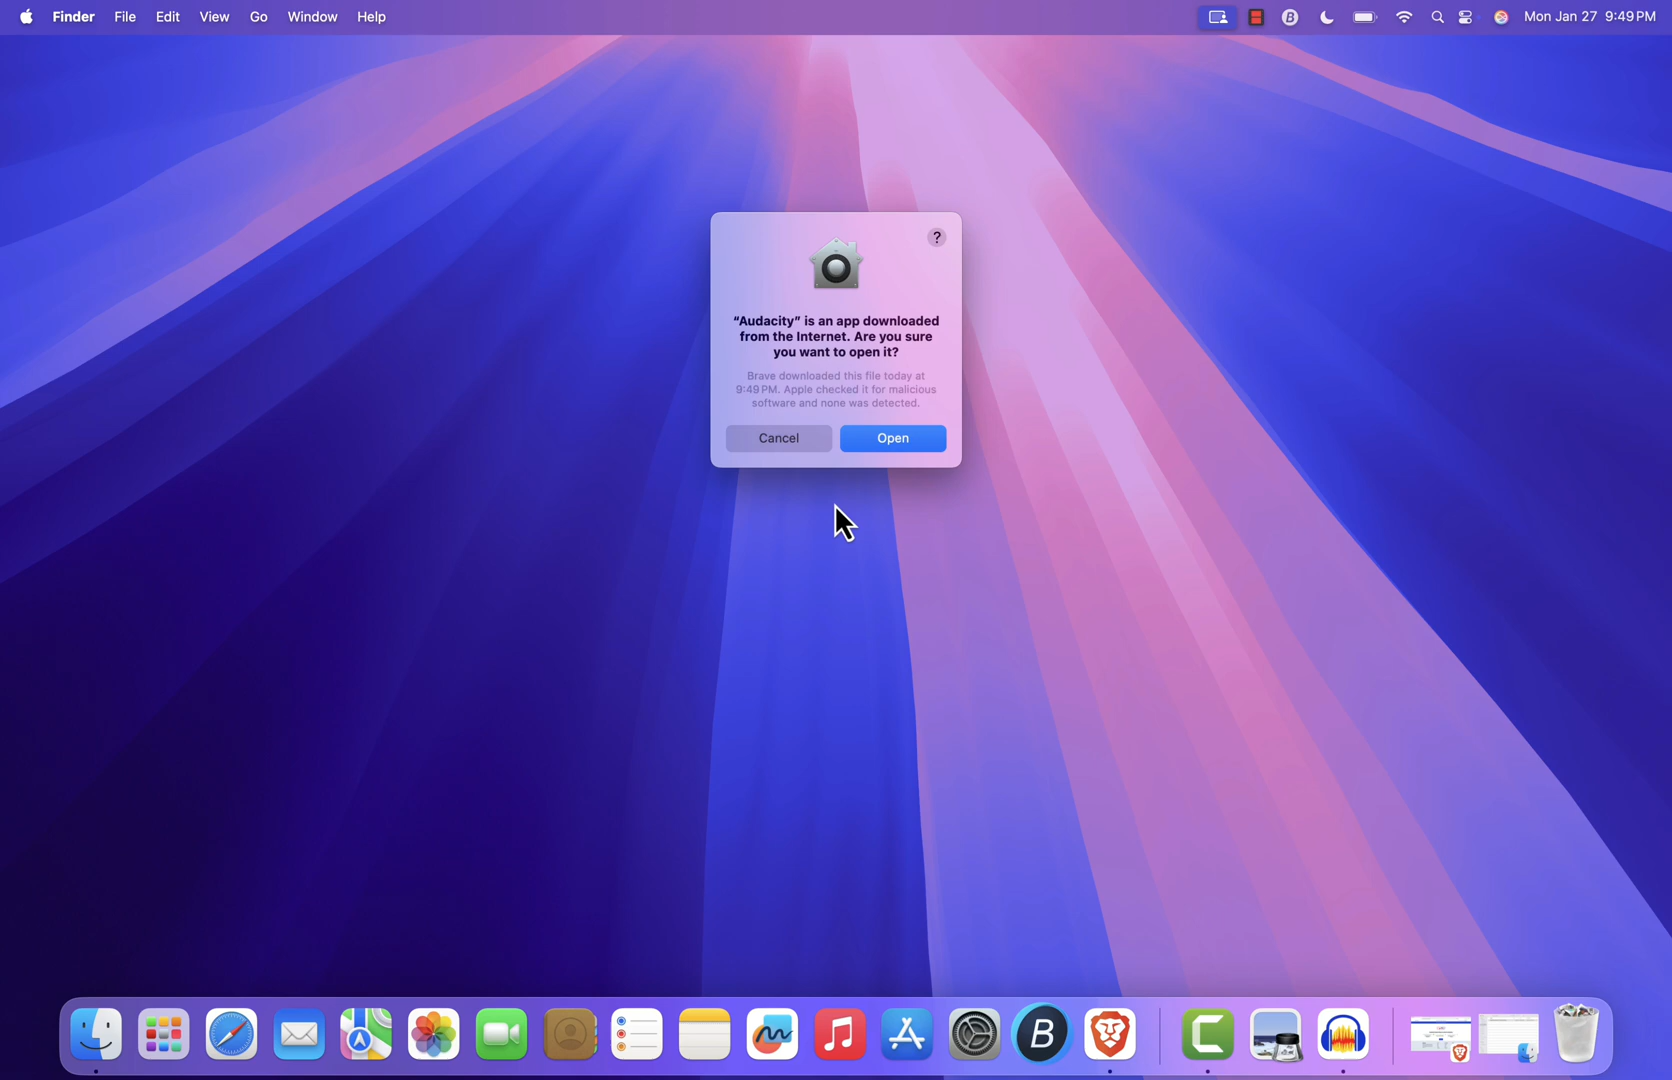 Finder File Edit View Go Window Help Mon Jan 27 9:49 PM
?
“Audacity” is an app downloaded
from the Internet. Are you sure
you want to open it?
Brave downloaded this file today at
9:49 PM. Apple checked it for malicious
software and none was detected.
Cancel Open